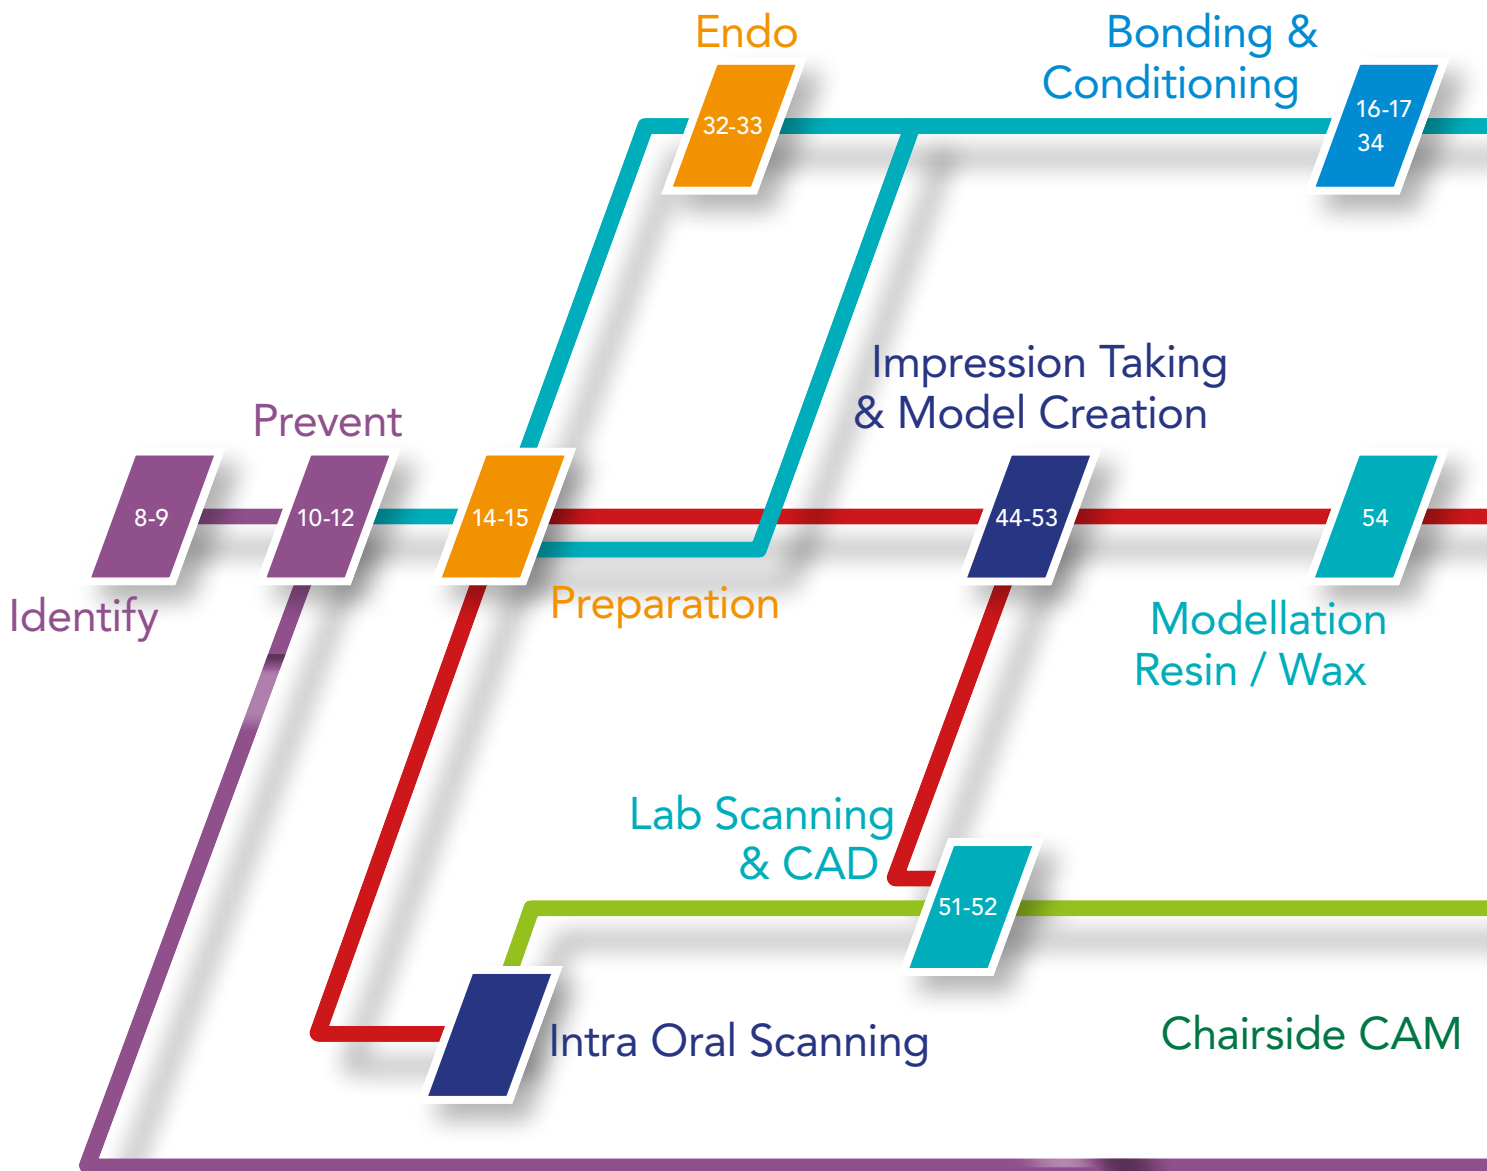 Endo
32-33
Bonding &
Conditioning
16-17
34
Impression Taking
& Model Creation
Prevent
8-9
10-12
14-15
44-53
54
Identify
Preparation
Modellation
Resin / Wax
Lab Scanning
& CAD
51-52
Intra Oral Scanning
Chairside CAM